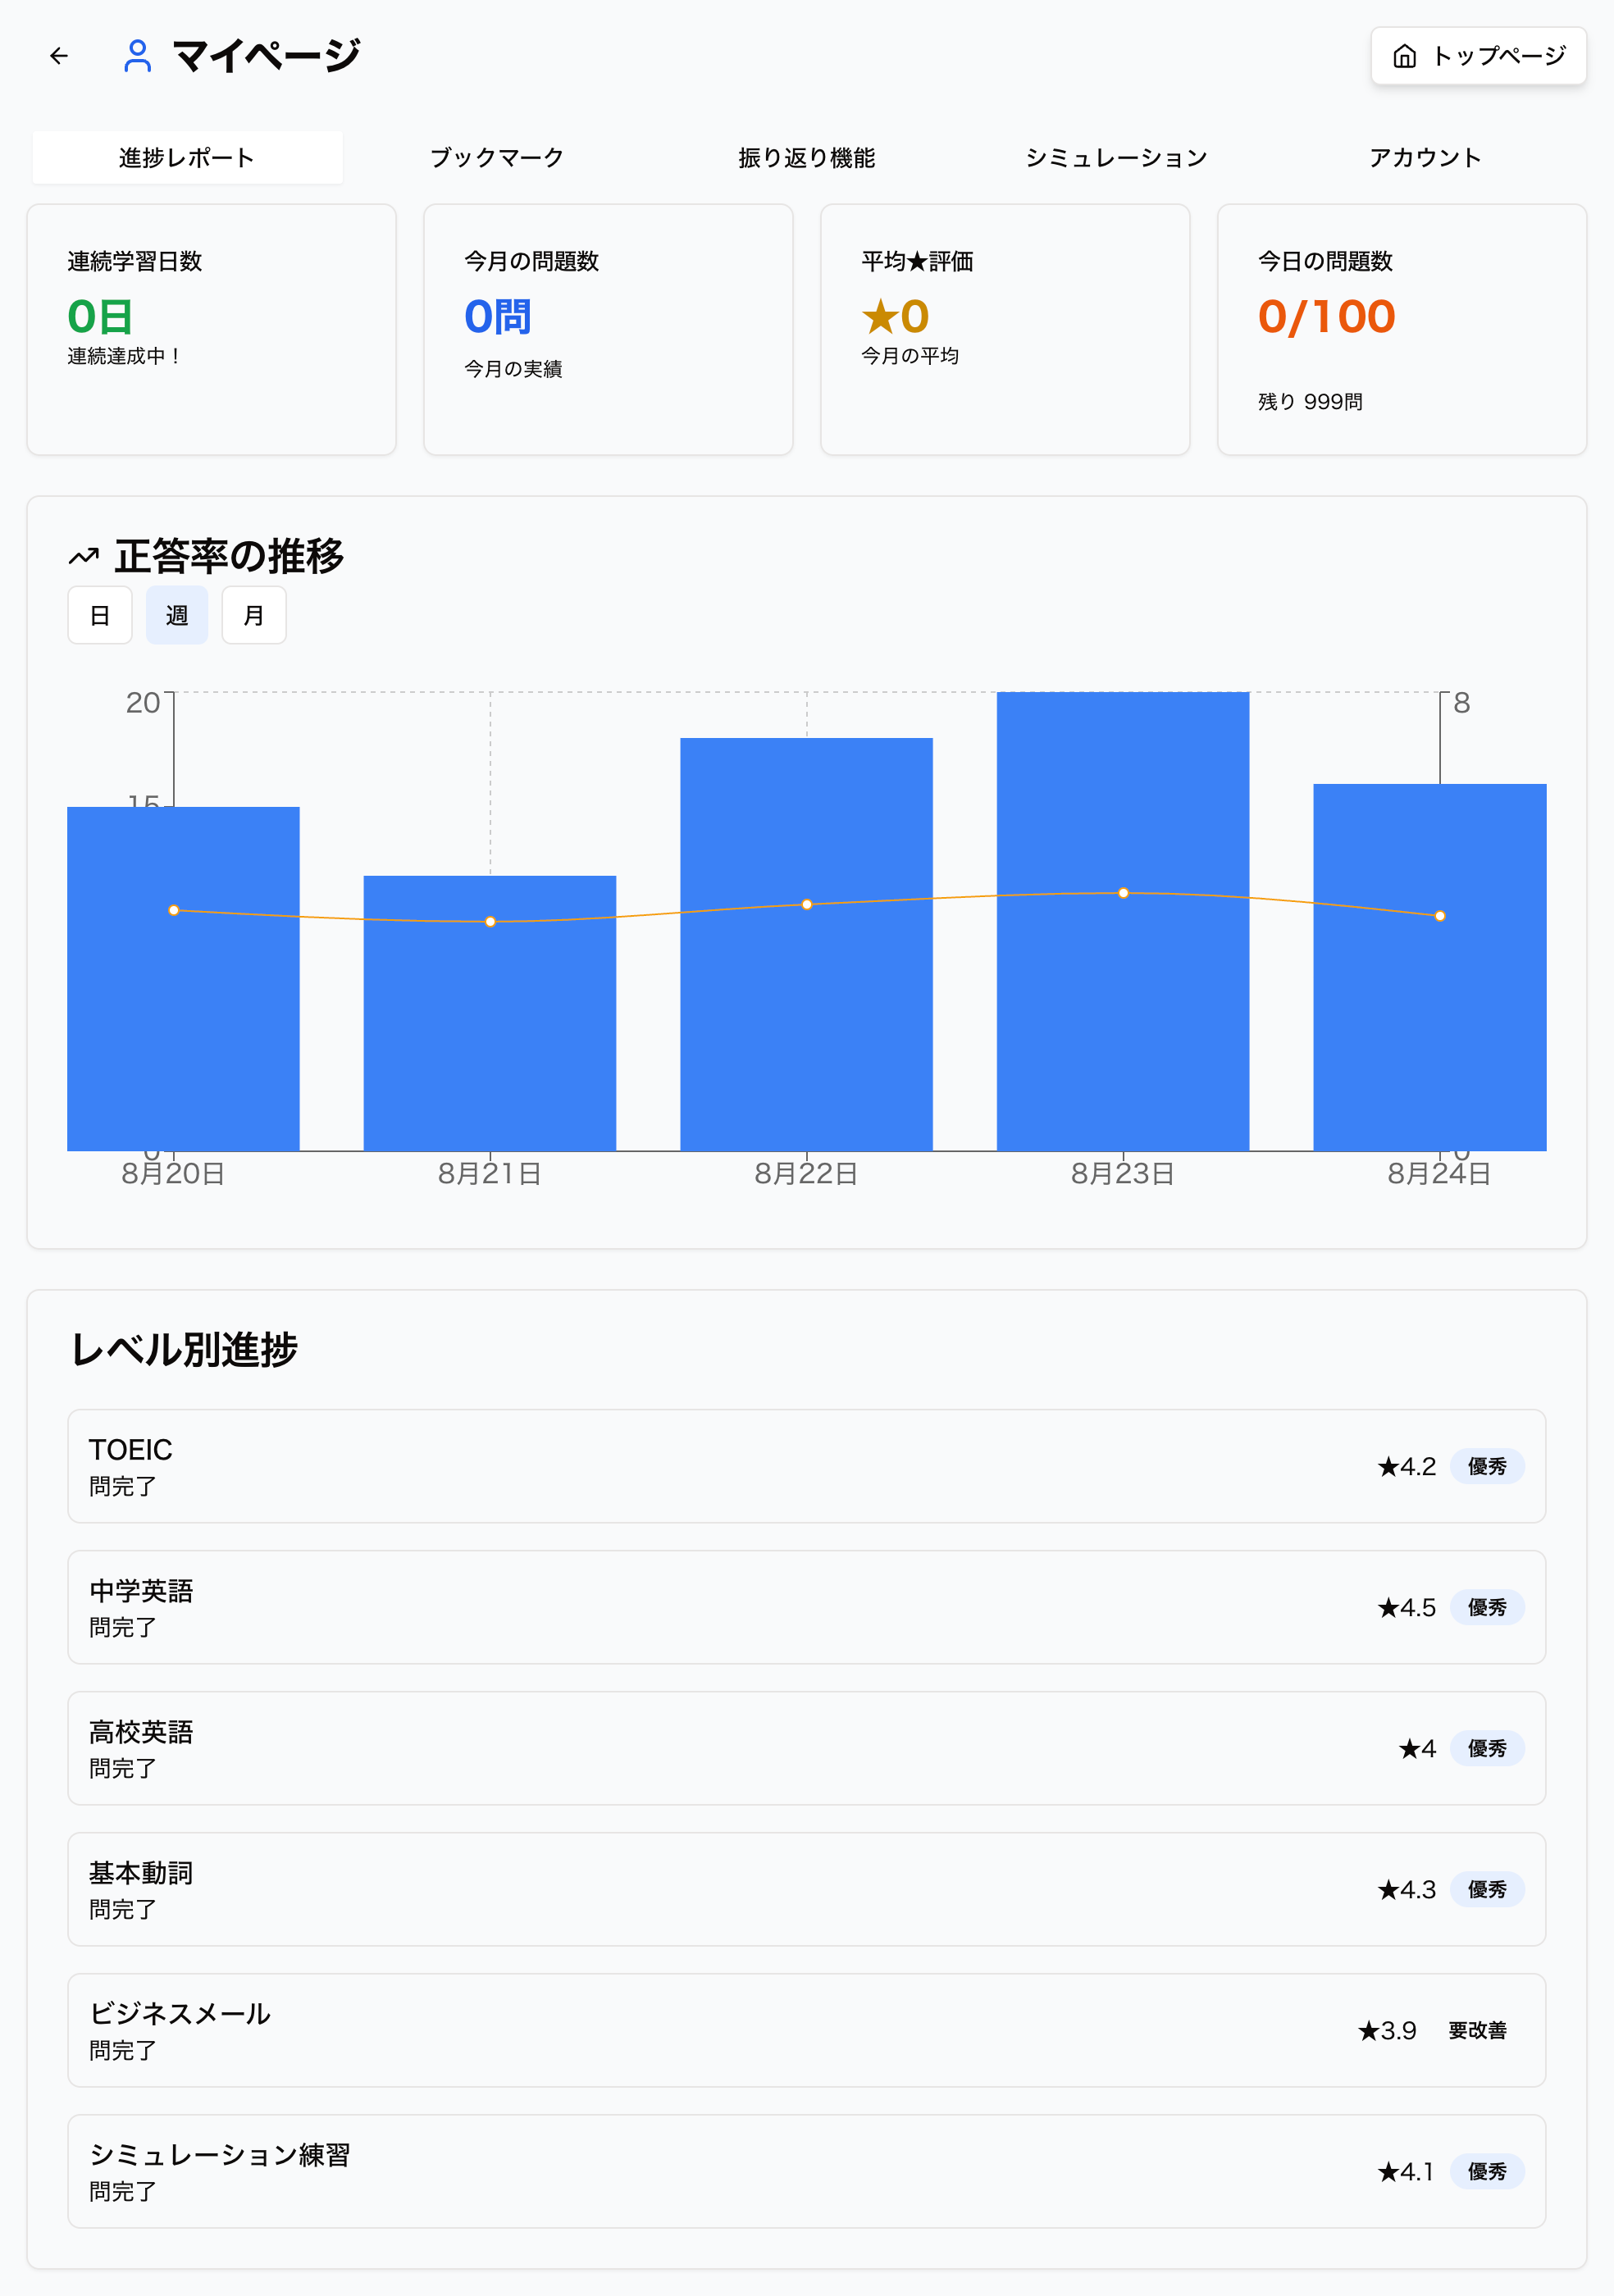 マイページ
トップページ
進捗レポート
ブックマーク
振り返り機能
シミュレーション
アカウント
連続学習日数
0日
連続達成中！
今月の問題数
0問
今月の実績
平均★評価
★0
今月の平均
今日の問題数
0/100
残り 999問
正答率の推移
日 週 月
20
8
15
0
0
8月20日 8月21日 8月22日 8月23日 8月24日
レベル別進捗
TOEIC
問完了
★4.2 優秀
中学英語
問完了
★4.5 優秀
高校英語
問完了
★4 優秀
基本動詞
問完了
★4.3 優秀
ビジネスメール
問完了
★3.9 要改善
シミュレーション練習
問完了
★4.1 優秀